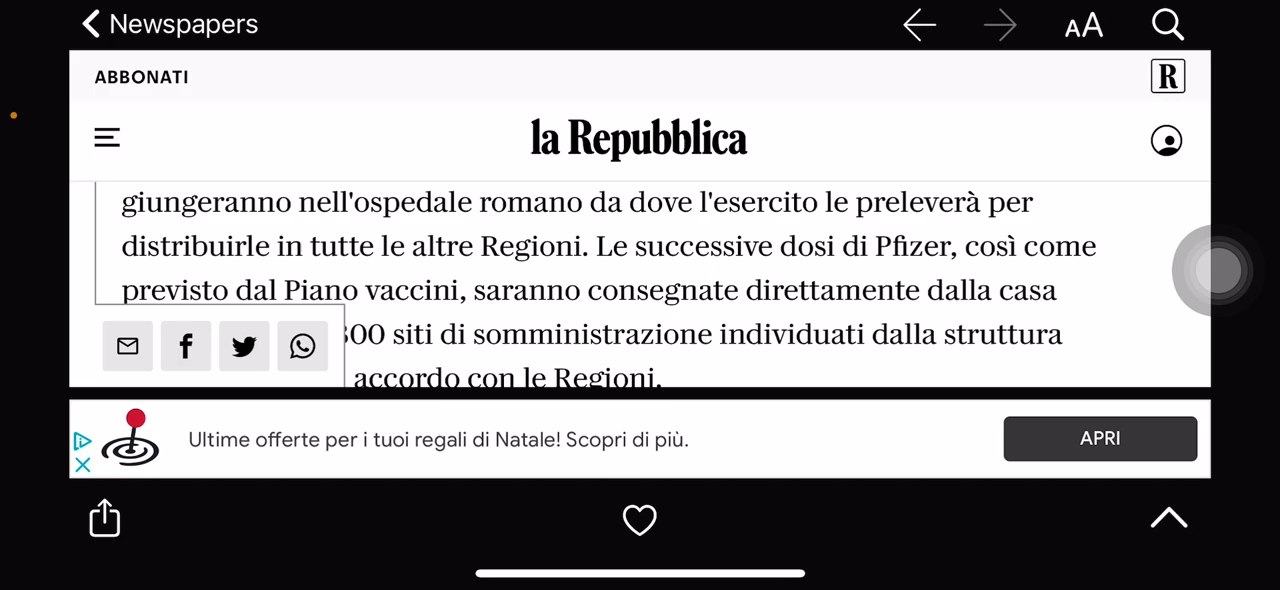 Newspapers
AA
ABBONATI
R
la Repubblica
giungeranno nell'ospedale romano da dove l'esercito le preleverà per
distribuirle in tutte le altre Regioni. Le successive dosi di Pfizer, così come
previsto dal Piano vaccini, saranno consegnate direttamente dalla casa
300 siti di somministrazione individuati dalla struttura
accordo con le Regioni.
Ultime offerte per i tuoi regali di Natale! Scopri di più.
APRI